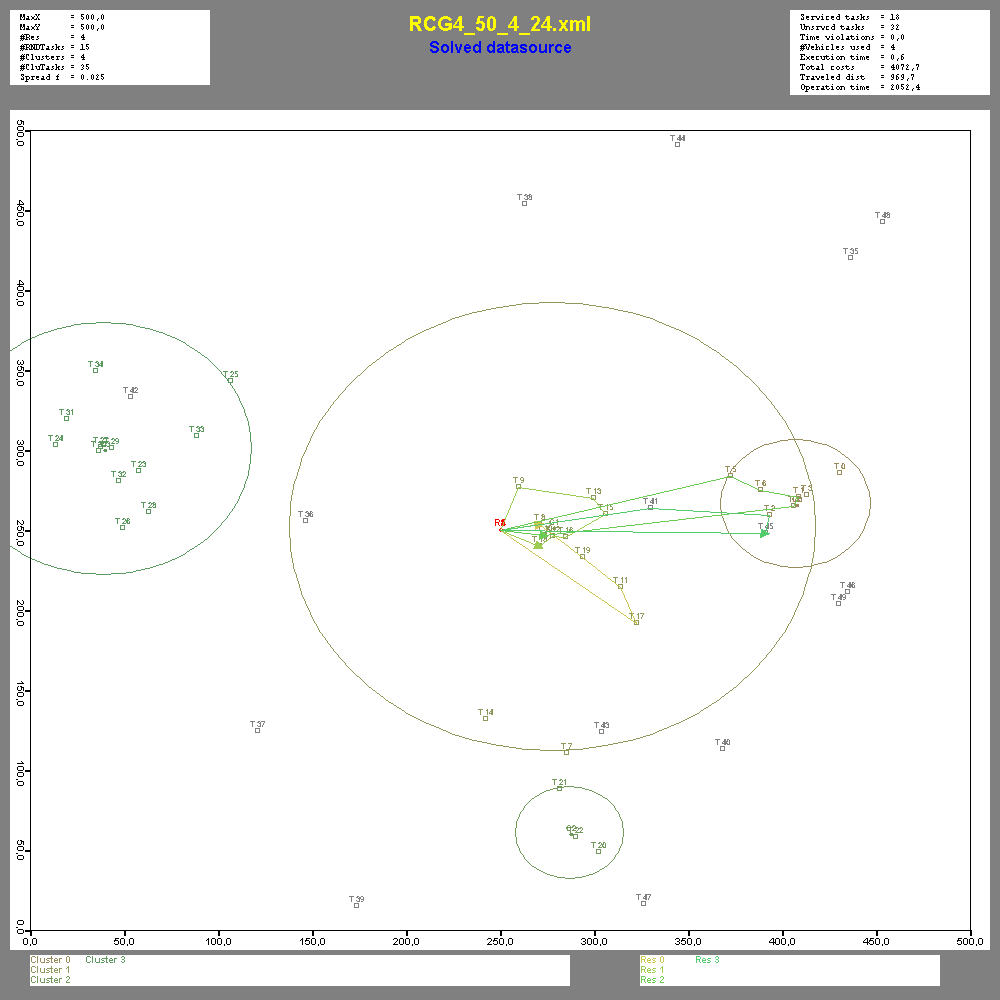 MaxX = 500,0
MaxY = 500,0
#Res = 4
#RNDTasks = 15
#Clusters = 4
#CluTasks = 35
Spread f = 0.025
RCG4_50_4_24.xml
Solved datasource
Serviced tasks = 18
Unsrvcd tasks = 32
Time violations = 0,0
#Vehicles used = 4
Execution time = 0,6
Total costs = 4072,7
Traveled dist = 969,7
Operation time = 2052,4
500,0
450,0
400,0
350,0
300,0
250,0
200,0
150,0
100,0
50,0
0,0
T 44
T 38
T 48
T 35
T 34
T 25
T 42
T 31
T 33
T 24
T 29
T 23
T 32
T 28
T 26
T 36
T 5
T 0
T 6
T 3
T 9
T 13
T 41
T 15
T 2
T 8
T 45
T 16
T 19
T 11
T 46
T 49
T 17
T 14
T 37
T 43
T 7
T 40
T 21
T 20
T 39
T 47
0,0 50,0 100,0 150,0 200,0 250,0 300,0 350,0 400,0 450,0 500,0
Cluster 0 Cluster 3
Cluster 1
Cluster 2
Res 0 Res 3
Res 1
Res 2